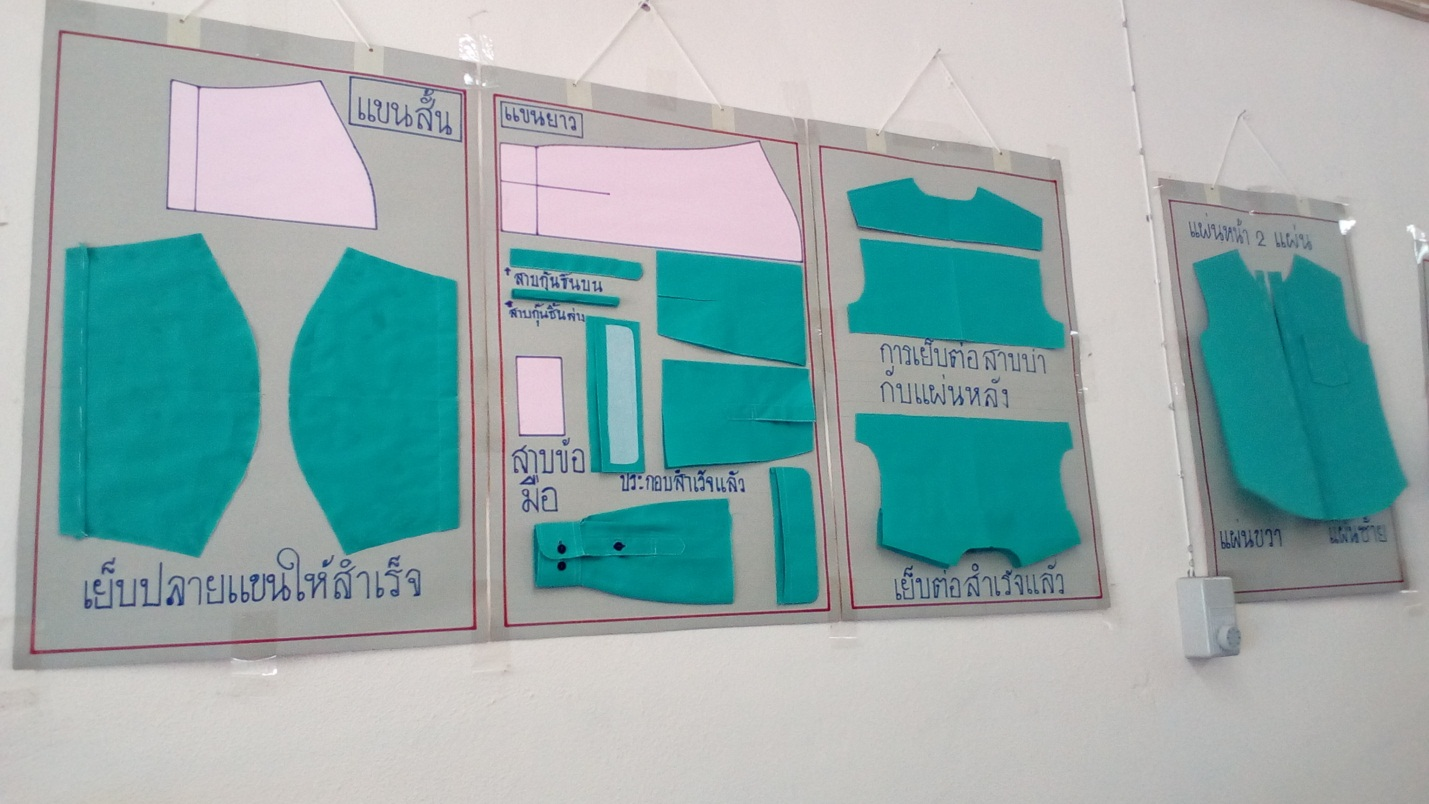 แขนสั้น
เย็บปลายแขนให้สำเร็จ
แขนยาว
สาบกุ๊นชิ้นบน
สาบกุ๊นชิ้นล่าง
สาบข้อ
มือ
ประกอบสำเร็จแล้ว
การเย็บต่อสาบบ่า
กับแผ่นหลัง
เย็บต่อสำเร็จแล้ว
แผ่นหน้า 2 แผ่น
แผ่นขวา
แผ่นซ้าย